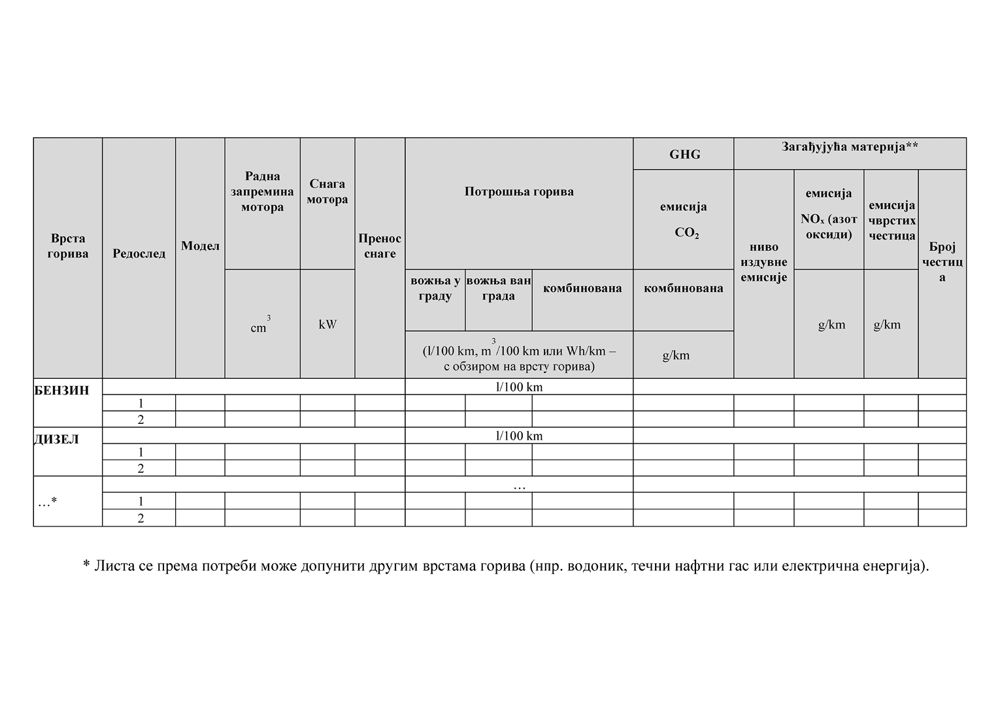 Врста
горива
Редослед
Модел
Радна
запремина
мотора
cm3
Снага
мотора
kW
Пренос
снаге
Потрошња горива
вожња у
граду
вожња ван
града
комбинована
(l/100 km, m3/100 km или Wh/km –
с обзиром на врсту горива)
GHG
емисија
CO2
комбинована
g/km
Загађујућа материја**
ниво
издувне
емисије
емисија
NOx (азот
оксиди)
g/km
емисија
чврстих
честица
g/km
Број
честиц
а
БЕНЗИН
l/100 km
1
2
ДИЗЕЛ
l/100 km
1
2
…*
…
1
2
* Листа се према потреби може допунити другим врстама горива (нпр. водоник, течни нафтни гас или електрична енергија).